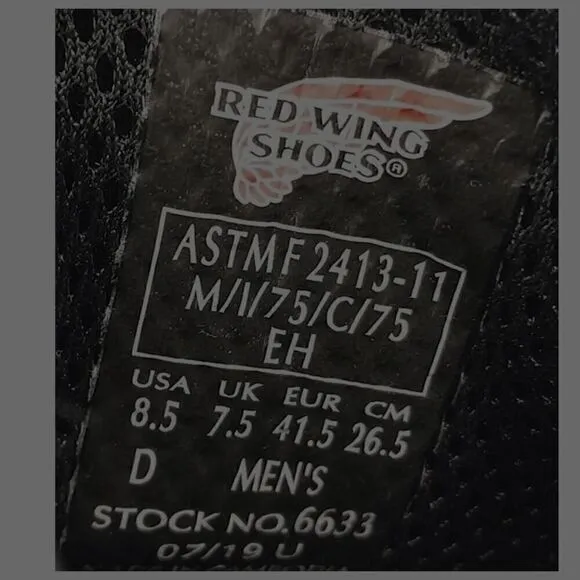 RED WING
SHOES®
ASTM F 2413-11
M/I/75/C/75
EH
USA UK EUR CM
8.5 7.5 41.5 26.5
D MEN'S
STOCK NO. 6633
07/19 U